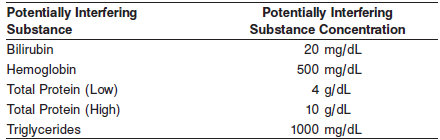 Potentially Interfering Potentially Interfering
Substance Substance Concentration
Bilirubin 20 mg/dL
Hemoglobin 500 mg/dL
Total Protein (Low) 4 g/dL
Total Protein (High) 10 g/dL
Triglycerides 1000 mg/dL